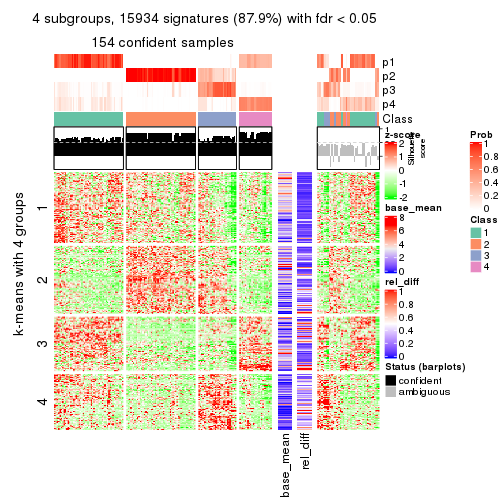 4 subgroups, 15934 signatures (87.9%) with fdr < 0.05
154 confident samples
p1
p2
p3
p4
Class
1
Silhouette
score
z-score
2
1
0
-1
-2
Prob
1
0.8
0.6
0.4
0.2
0
base_mean
8
6
4
2
0
Class
1
2
3
4
rel_diff
1
0.8
0.6
0.4
0.2
0
Status (barplots)
confident
ambiguous
k-means with 4 groups
1
2
3
4
base_mean
rel_diff